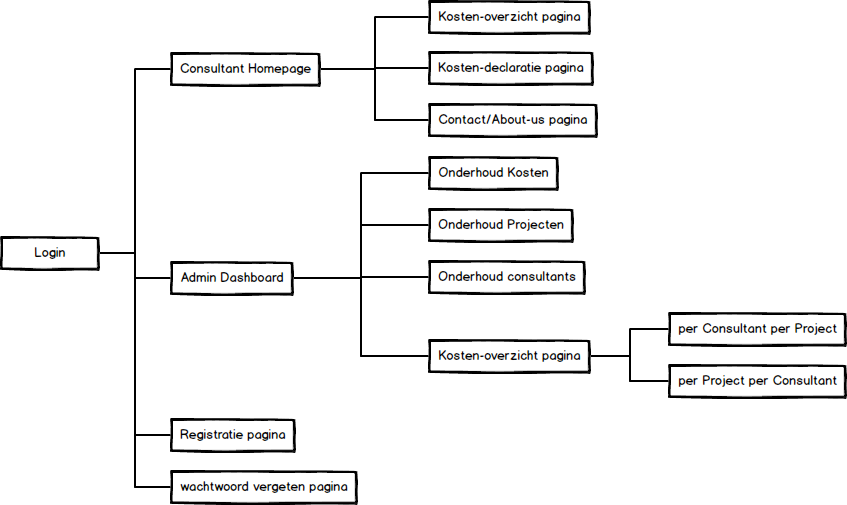 Login
Consultant Homepage
Kosten-overzicht pagina
Kosten-declaratie pagina
Contact/About-us pagina
Admin Dashboard
Onderhoud Kosten
Onderhoud Projecten
Onderhoud consultants
Kosten-overzicht pagina
per Consultant per Project
per Project per Consultant
Registratie pagina
wachtwoord vergeten pagina